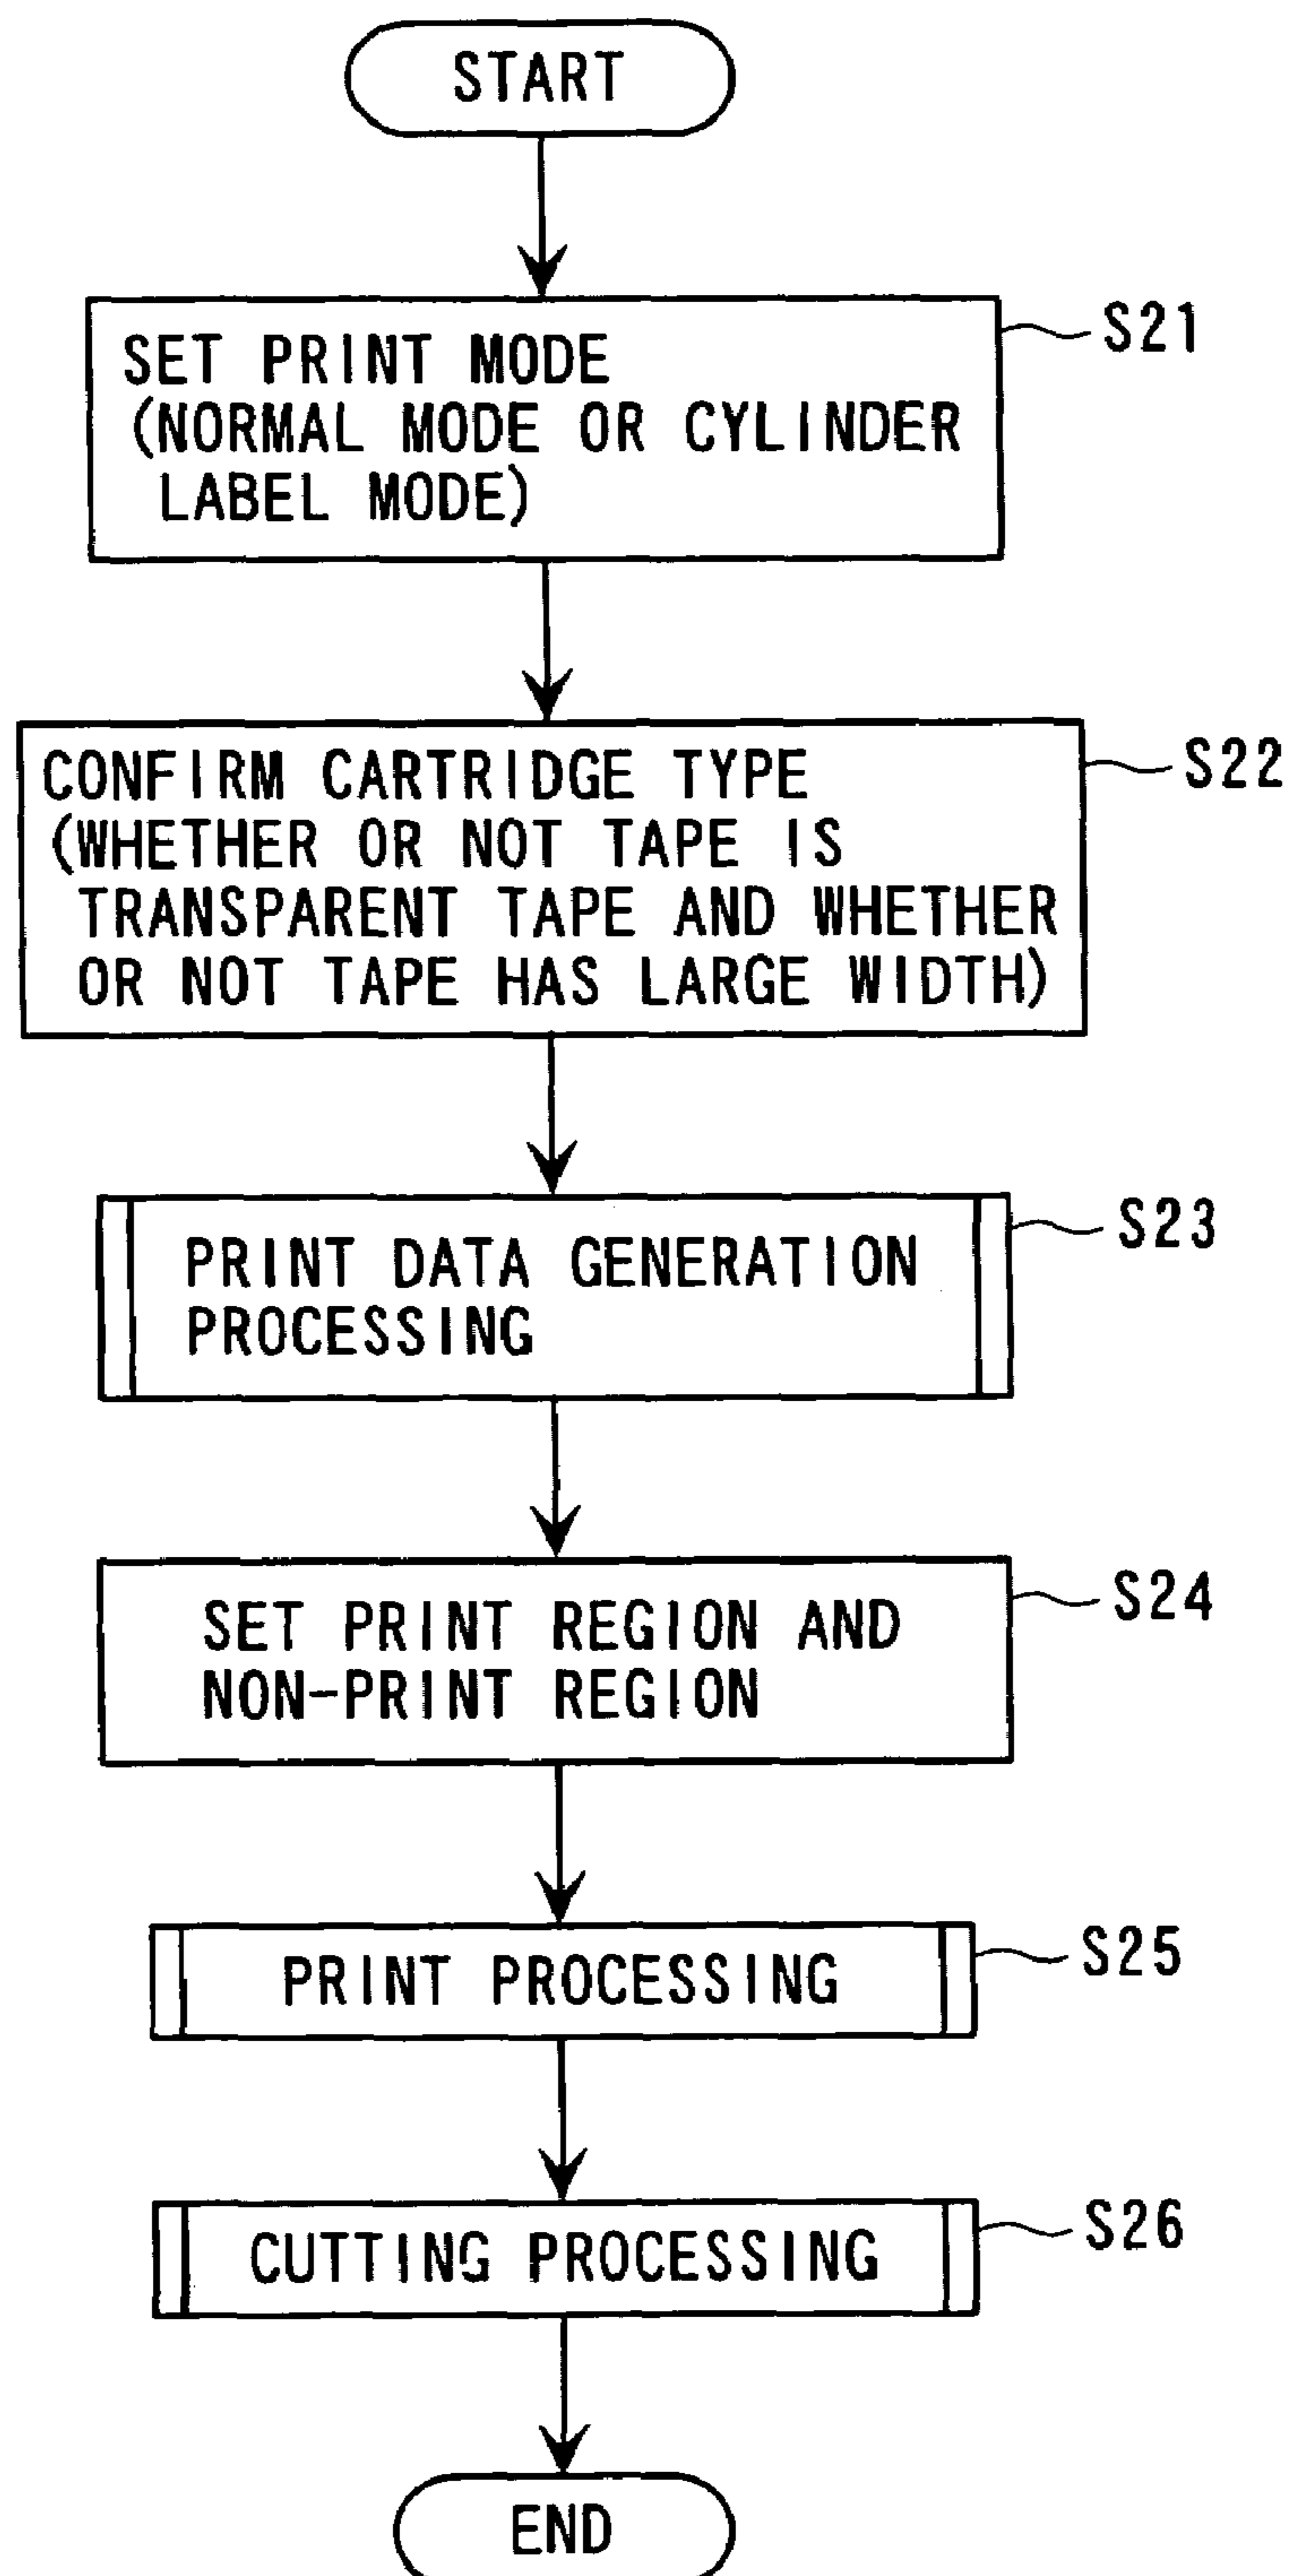 START
SET PRINT MODE
(NORMAL MODE OR CYLINDER
LABEL MODE)
S21
CONFIRM CARTRIDGE TYPE
(WHETHER OR NOT TAPE IS
TRANSPARENT TAPE AND WHETHER
OR NOT TAPE HAS LARGE WIDTH)
S22
PRINT DATA GENERATION
PROCESSING
S23
SET PRINT REGION AND
NON-PRINT REGION
S24
PRINT PROCESSING
S25
CUTTING PROCESSING
S26
END